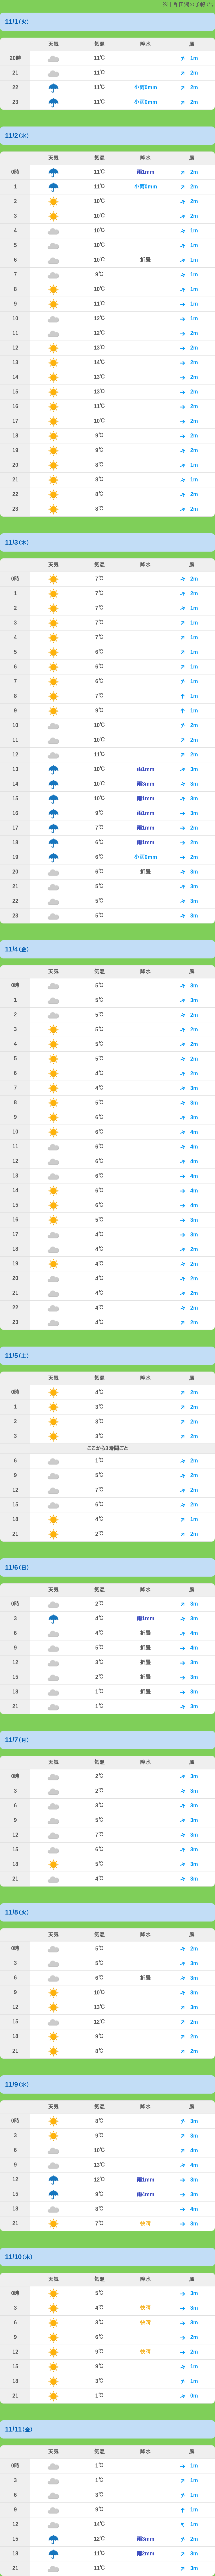 ※十和田湖の予報です
11/1(火)
天気 気温 降水 風
20時 11℃ 1m
21 11℃ 2m
22 11℃ 小雨0mm 2m
23 11℃ 小雨0mm 2m
11/2(水)
天気 気温 降水 風
0時 11℃ 雨1mm 2m
1 11℃ 小雨0mm 2m
2 10℃ 2m
3 10℃ 2m
4 10℃ 1m
5 10℃ 1m
6 10℃ 折畳 1m
7 9℃ 1m
8 10℃ 1m
9 11℃ 1m
10 12℃ 1m
11 12℃ 2m
12 13℃ 2m
13 14℃ 2m
14 13℃ 2m
15 12℃ 2m
16 11℃ 2m
17 10℃ 2m
18 9℃ 2m
19 9℃ 2m
20 8℃ 1m
21 8℃ 1m
22 8℃ 2m
23 8℃ 2m
11/3(木)
天気 気温 降水 風
0時 7℃ 2m
1 7℃ 2m
2 7℃ 1m
3 7℃ 1m
4 7℃ 1m
5 6℃ 1m
6 6℃ 1m
7 6℃ 1m
8 7℃ 1m
9 9℃ 1m
10 10℃ 2m
11 10℃ 2m
12 11℃ 2m
13 10℃ 雨1mm 3m
14 10℃ 雨3mm 3m
15 10℃ 雨1mm 3m
16 9℃ 雨1mm 3m
17 7℃ 雨1mm 2m
18 6℃ 雨1mm 2m
19 6℃ 小雨0mm 2m
20 6℃ 折畳 3m
21 5℃ 3m
22 5℃ 3m
23 5℃ 3m
11/4(金)
天気 気温 降水 風
0時 5℃ 3m
1 5℃ 3m
2 5℃ 2m
3 5℃ 2m
4 5℃ 2m
5 5℃ 2m
6 4℃ 2m
7 4℃ 3m
8 5℃ 3m
9 6℃ 3m
10 6℃ 4m
11 6℃ 4m
12 6℃ 4m
13 6℃ 4m
14 6℃ 4m
15 6℃ 4m
16 5℃ 3m
17 4℃ 3m
18 4℃ 2m
19 4℃ 2m
20 4℃ 2m
21 4℃ 2m
22 4℃ 2m
23 4℃ 2m
11/5(土)
天気 気温 降水 風
0時 4℃ 2m
1 3℃ 2m
2 3℃ 2m
3 3℃ 2m
ここから3時間ごと
6 1℃ 2m
9 5℃ 2m
12 7℃ 2m
15 6℃ 2m
18 4℃ 1m
21 2℃ 2m
11/6(日)
天気 気温 降水 風
0時 2℃ 3m
3 4℃ 雨1mm 3m
6 4℃ 折畳 4m
9 5℃ 折畳 4m
12 3℃ 折畳 3m
15 2℃ 折畳 3m
18 1℃ 折畳 3m
21 1℃ 3m
11/7(月)
天気 気温 降水 風
0時 2℃ 3m
3 2℃ 3m
6 3℃ 3m
9 5℃ 3m
12 7℃ 3m
15 6℃ 3m
18 5℃ 3m
21 4℃ 3m
11/8(火)
天気 気温 降水 風
0時 5℃ 2m
3 5℃ 3m
6 6℃ 折畳 3m
9 10℃ 3m
12 13℃ 3m
15 12℃ 2m
18 9℃ 2m
21 8℃ 2m
11/9(水)
天気 気温 降水 風
0時 8℃ 3m
3 9℃ 3m
6 10℃ 4m
9 13℃ 4m
12 12℃ 雨1mm 3m
15 9℃ 雨4mm 3m
18 8℃ 4m
21 7℃ 快晴 3m
11/10(木)
天気 気温 降水 風
0時 5℃ 3m
3 4℃ 快晴 3m
6 3℃ 快晴 3m
9 6℃ 2m
12 9℃ 快晴 2m
15 9℃ 1m
18 3℃ 1m
21 1℃ 0m
11/11(金)
天気 気温 降水 風
0時 1℃ 1m
3 1℃ 1m
6 3℃ 1m
9 9℃ 1m
12 14℃ 1m
15 12℃ 雨3mm 2m
18 11℃ 雨2mm 3m
21 11℃ 3m